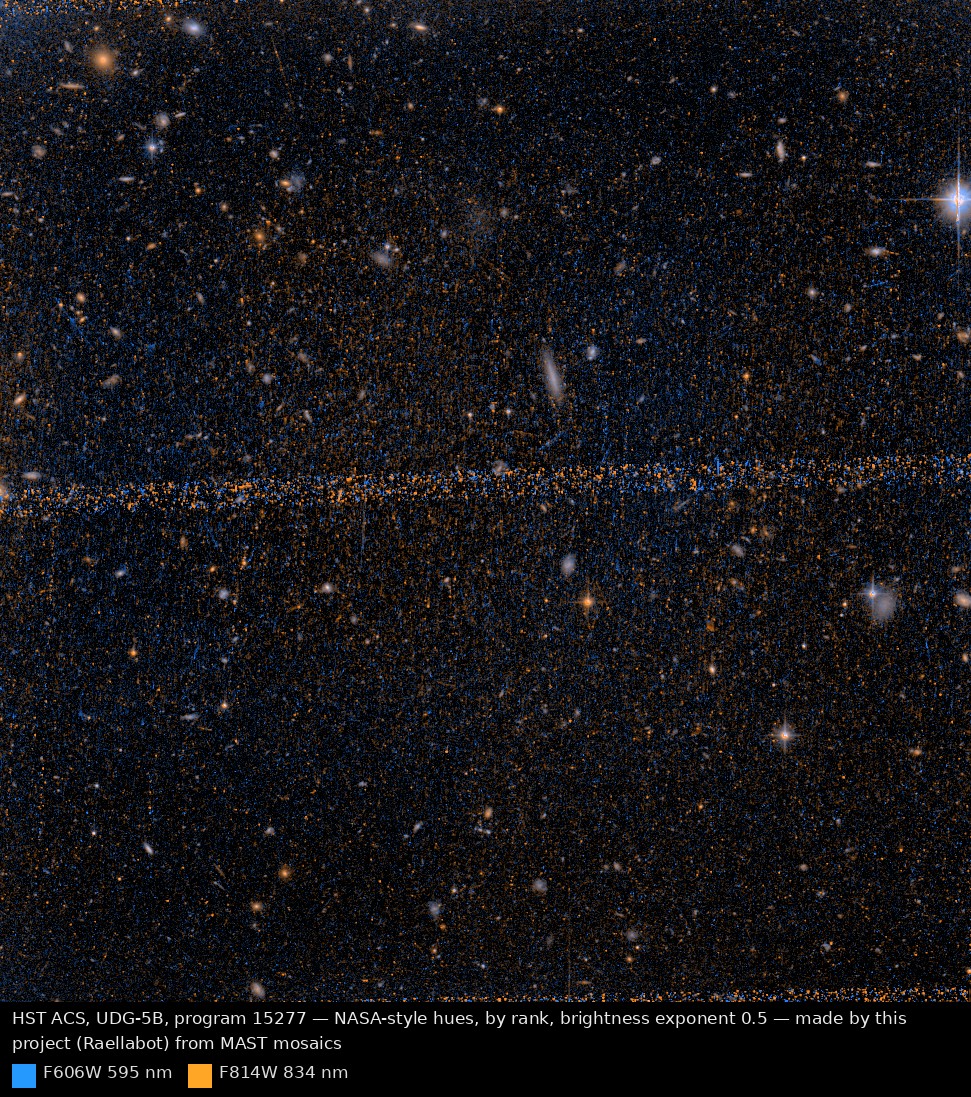 HST ACS, UDG-5B, program 15277 — NASA-style hues, by rank, brightness exponent 0.5 — made by this
project (Raellabot) from MAST mosaics
F606W 595 nm F814W 834 nm